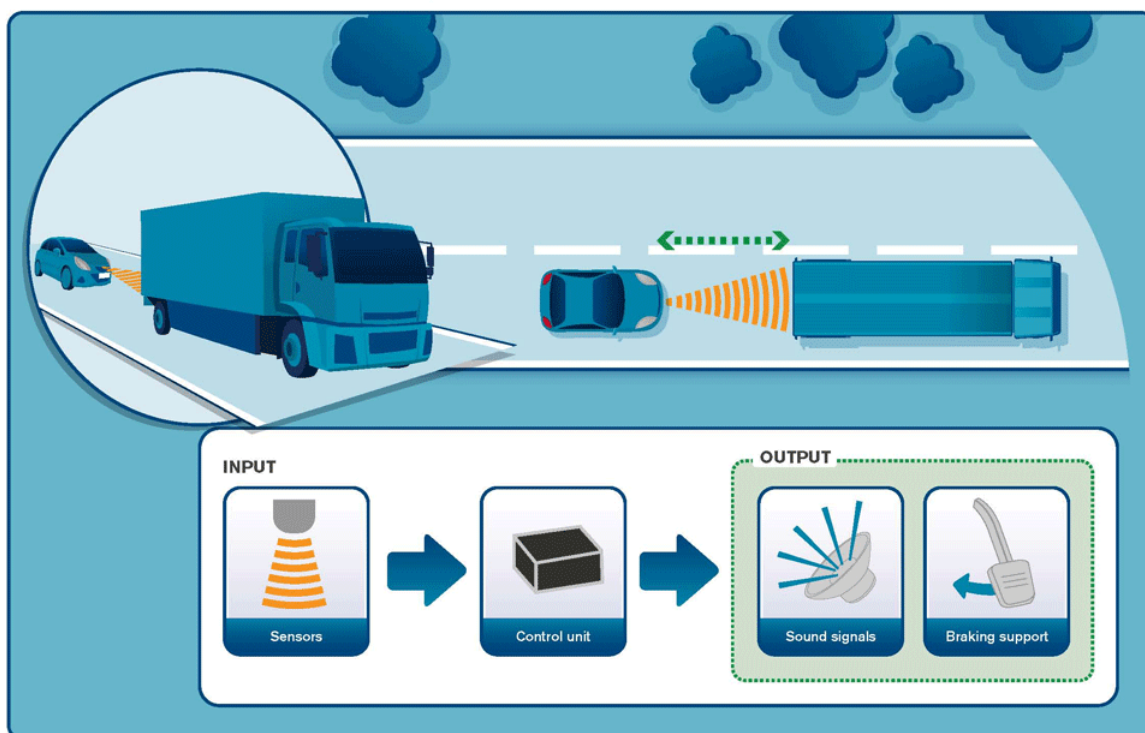 INPUT
OUTPUT
Sensors
Control unit
Sound signals
Braking support